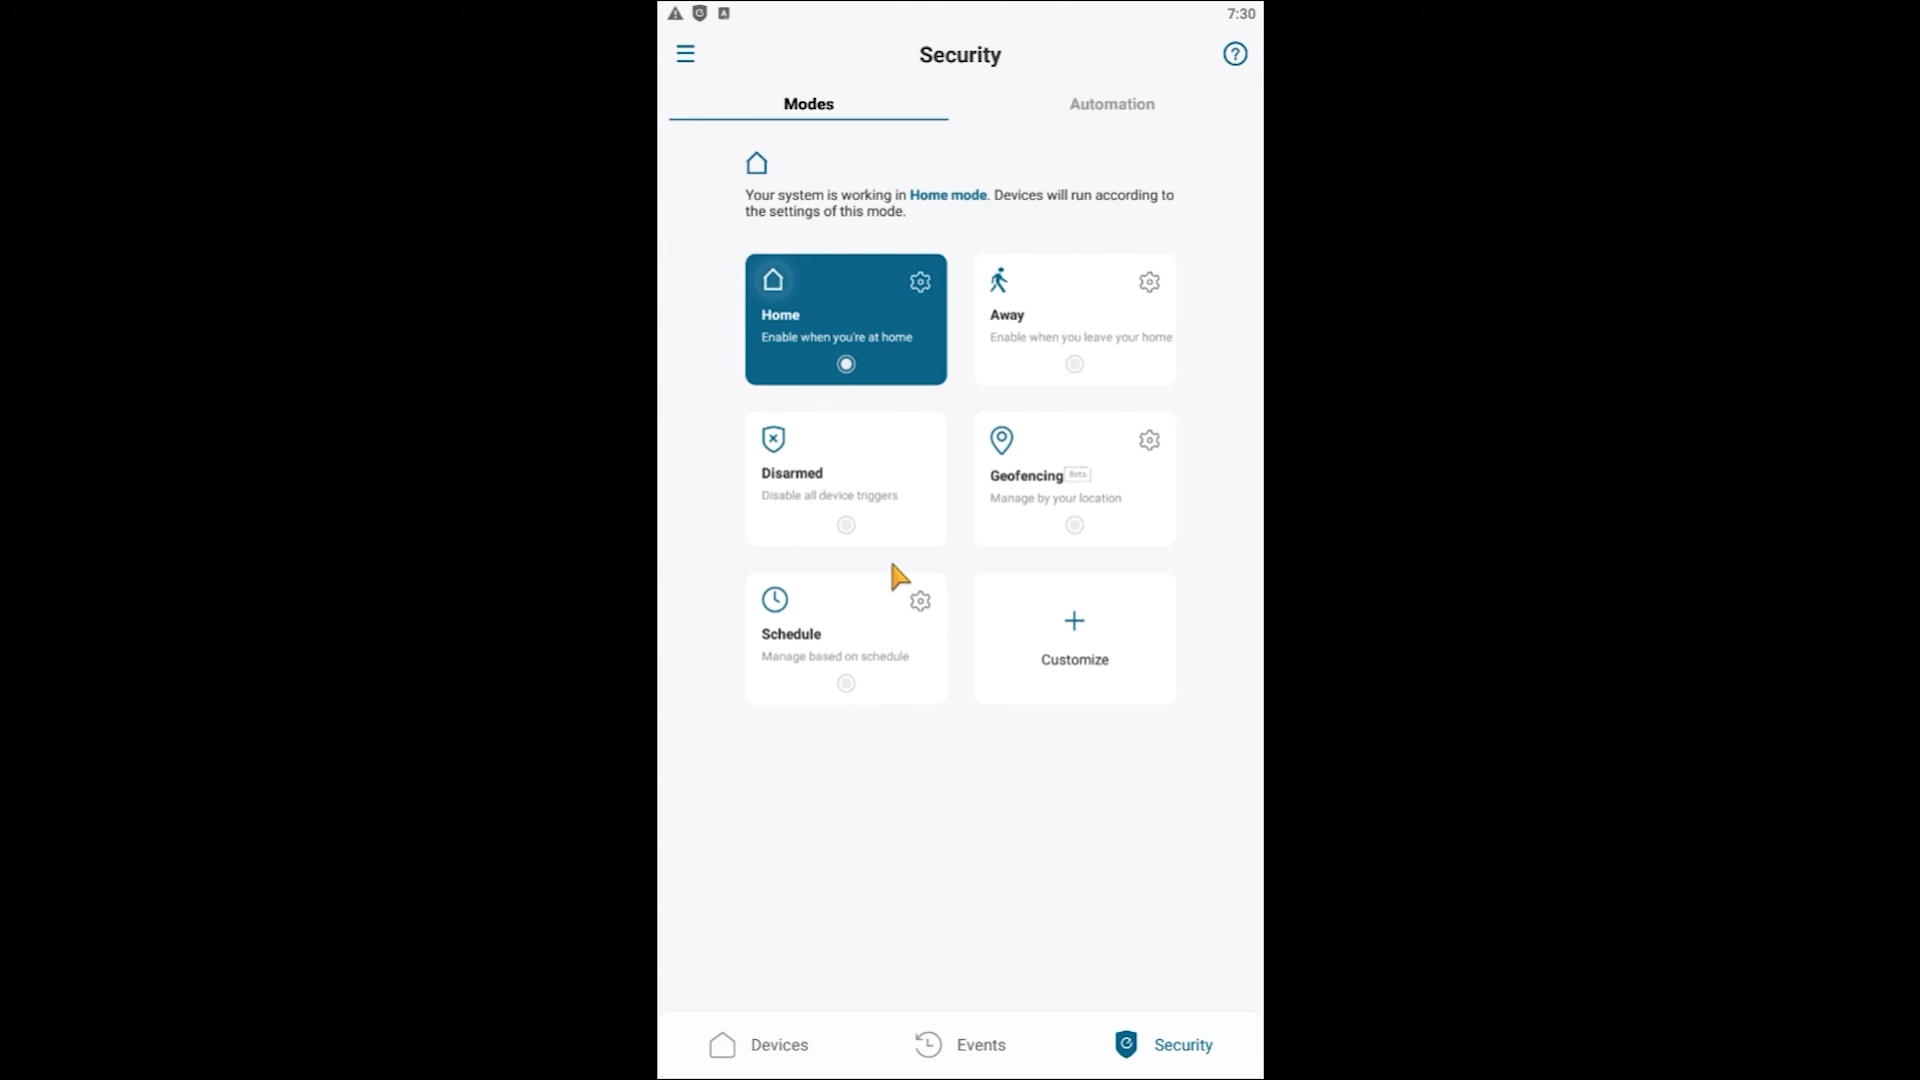 7:30
Security
Modes
Automation
Your system is working in Home mode. Devices will run according to
the settings of this mode.
Home
Enable when you're at home
Away
Enable when you leave your home
Disarmed
Disable all device triggers
Geofencing Beta
Manage by your location
Schedule
Manage based on schedule
Customize
Devices
Events
Security